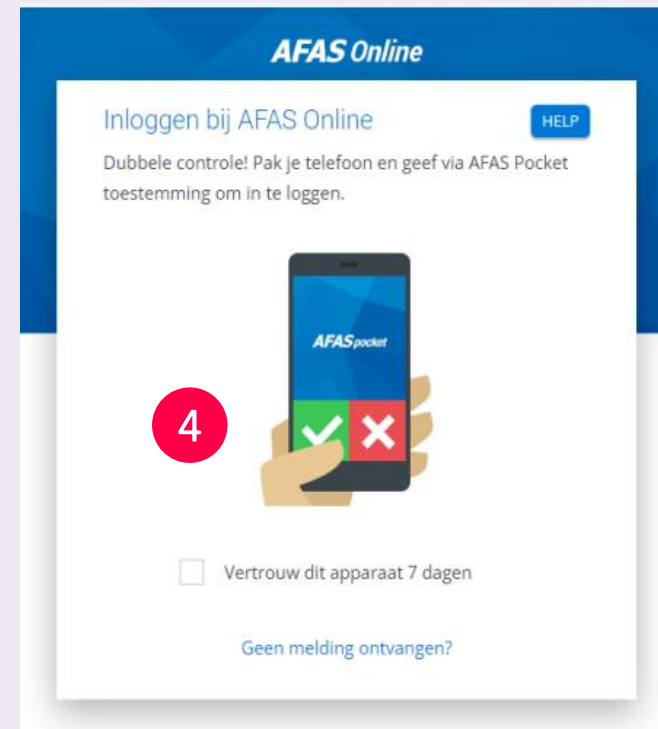 AFAS Online
Inloggen bij AFAS Online
HELP
Dubbele controle! Pak je telefoon en geef via AFAS Pocket
toestemming om in te loggen.
AFAS pocket
4
Vertrouw dit apparaat 7 dagen
Geen melding ontvangen?